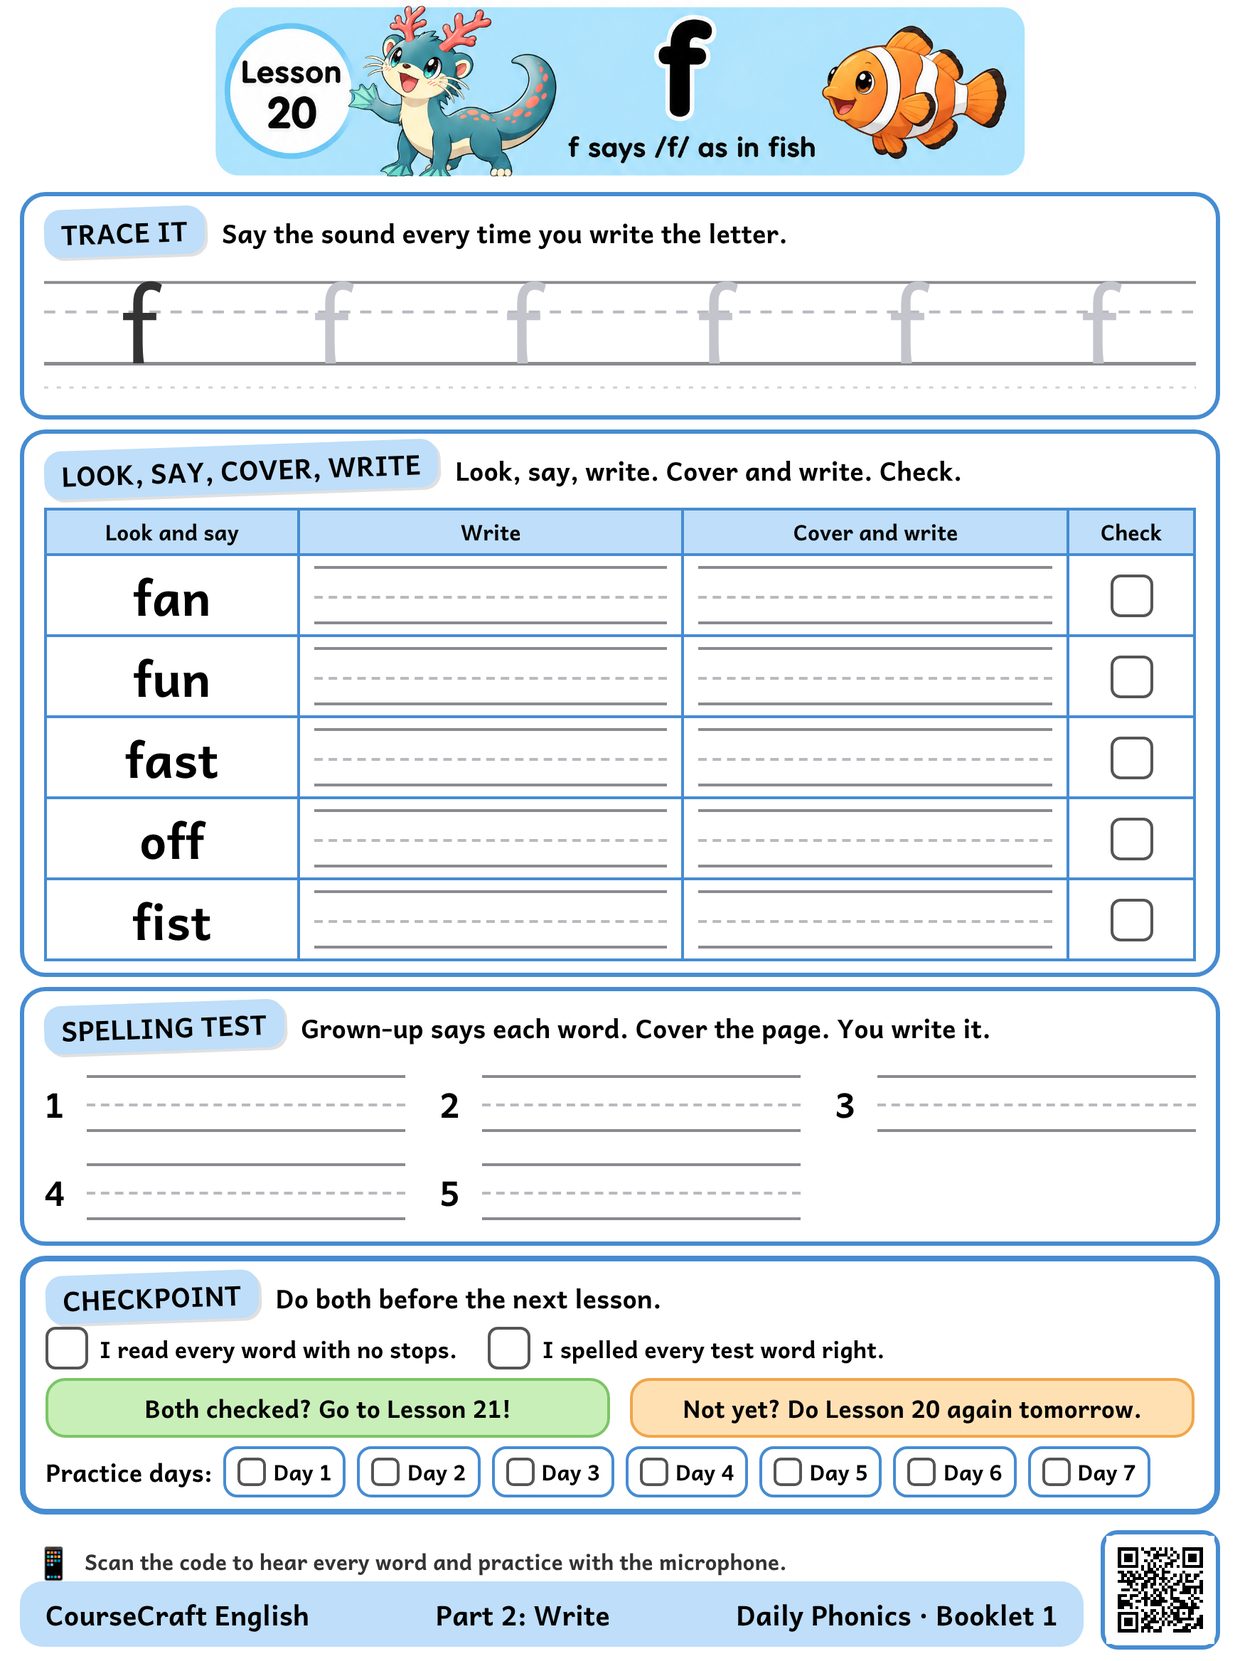 Lesson
20
f
f says /f/ as in fish
TRACE IT Say the sound every time you write the letter.
f f f f f f
LOOK, SAY, COVER, WRITE Look, say, write. Cover and write. Check.
Look and say Write Cover and write Check
fan
fun
fast
off
fist
SPELLING TEST Grown-up says each word. Cover the page. You write it.
1 2 3
4 5
CHECKPOINT Do both before the next lesson.
I read every word with no stops. I spelled every test word right.
Both checked? Go to Lesson 21! Not yet? Do Lesson 20 again tomorrow.
Practice days: Day 1 Day 2 Day 3 Day 4 Day 5 Day 6 Day 7
Scan the code to hear every word and practice with the microphone.
CourseCraft English Part 2: Write Daily Phonics · Booklet 1